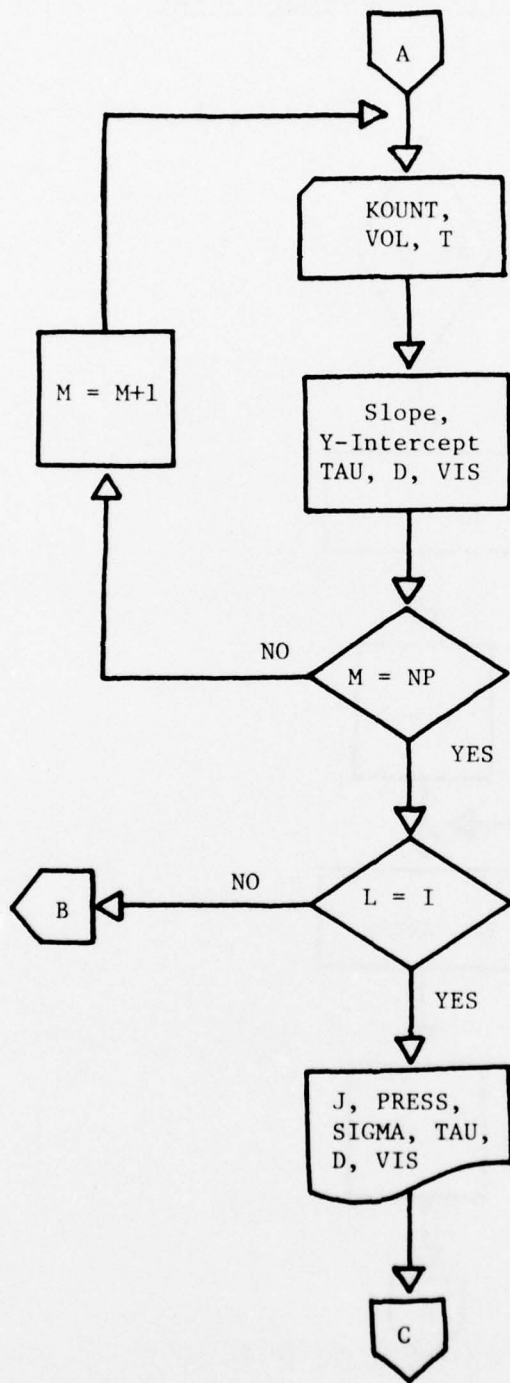 A
KOUNT,
VOL, T
M = M+1
Slope,
Y-Intercept
TAU, D, VIS
NO
M = NP
YES
NO
B
L = I
YES
J, PRESS,
SIGMA, TAU,
D, VIS
C